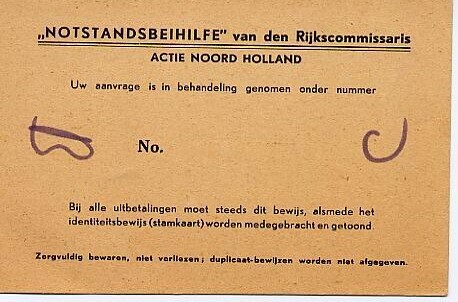 „NOTSTANDSBEIHILFE" van den Rijkscommissaris
ACTIE NOORD HOLLAND
Uw aanvrage is in behandeling genomen onder nummer
No.
Bij alle uitbetalingen moet steeds dit bewijs, alsmede het
identiteitsbewijs (stamkaart) worden medegebracht en getoond.
Zorgvuldig bewaren, niet verliezen; duplicaat-bewijzen worden niet afgegeven.